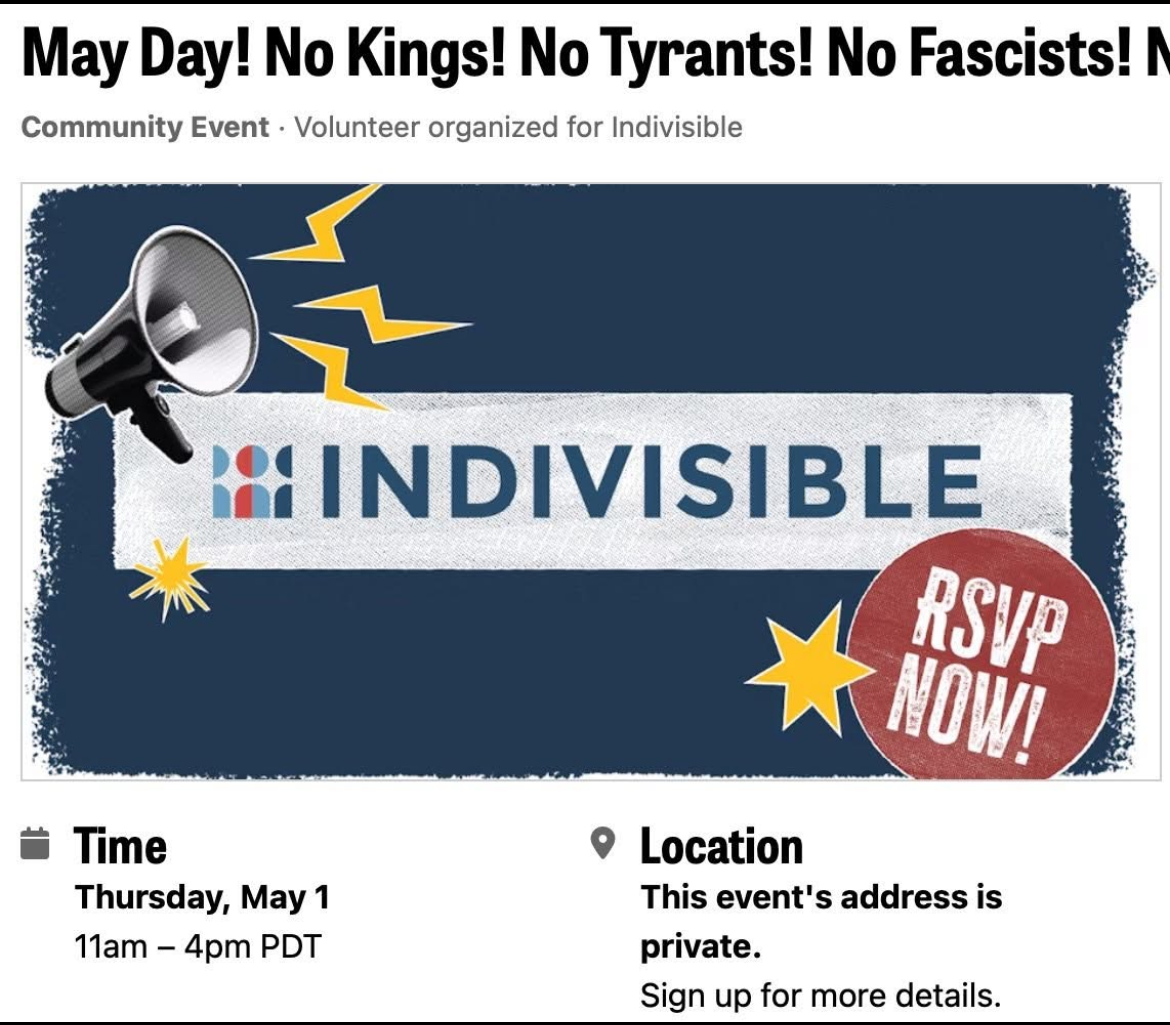 May Day! No Kings! No Tyrants! No Fascists! N
Community Event · Volunteer organized for Indivisible
INDIVISIBLE
RSVP
NOW!
Time
Thursday, May 1
11am – 4pm PDT
Location
This event's address is
private.
Sign up for more details.